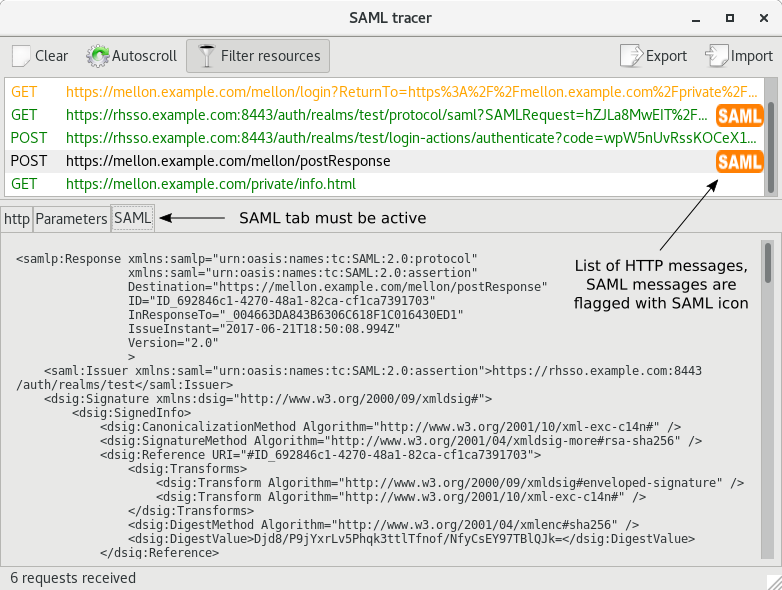 SAML tracer
Clear Autoscroll Filter resources Export Import
GET https://mellon.example.com/mellon/login?ReturnTo=https%3A%2F%2Fmellon.example.com%2Fprivate%2F...
GET https://rhsso.example.com:8443/auth/realms/test/protocol/saml?SAMLRequest=hZJLa8MwEIT%2F... SAML
POST https://rhsso.example.com:8443/auth/realms/test/login-actions/authenticate?code=wpW5nUvRssKOCeX1...
POST https://mellon.example.com/mellon/postResponse SAML
GET https://mellon.example.com/private/info.html
http Parameters SAML
SAML tab must be active
List of HTTP messages,
SAML messages are
flagged with SAML icon
<samlp:Response xmlns:samlp="urn:oasis:names:tc:SAML:2.0:protocol"
xmlns:saml="urn:oasis:names:tc:SAML:2.0:assertion"
Destination="https://mellon.example.com/mellon/postResponse"
ID="ID_692846c1-4270-48a1-82ca-cf1ca7391703"
InResponseTo="_004663DA843B6306C618F1C016430ED1"
IssueInstant="2017-06-21T18:50:08.994Z"
Version="2.0"
>
<saml:Issuer xmlns:saml="urn:oasis:names:tc:SAML:2.0:assertion">https://rhsso.example.com:8443
/auth/realms/test</saml:Issuer>
<dsig:Signature xmlns:dsig="http://www.w3.org/2000/09/xmldsig#">
<dsig:SignedInfo>
<dsig:CanonicalizationMethod Algorithm="http://www.w3.org/2001/10/xml-exc-c14n#" />
<dsig:SignatureMethod Algorithm="http://www.w3.org/2001/04/xmldsig-more#rsa-sha256" />
<dsig:Reference URI="#ID_692846c1-4270-48a1-82ca-cf1ca7391703">
<dsig:Transforms>
<dsig:Transform Algorithm="http://www.w3.org/2000/09/xmldsig#enveloped-signature" />
<dsig:Transform Algorithm="http://www.w3.org/2001/10/xml-exc-c14n#" />
</dsig:Transforms>
<dsig:DigestMethod Algorithm="http://www.w3.org/2001/04/xmlenc#sha256" />
<dsig:DigestValue>Djd8/P9jYxrLv5Phqk3ttlTfnof/NfyCsEY97TBlQJk=</dsig:DigestValue>
</dsig:Reference>
6 requests received